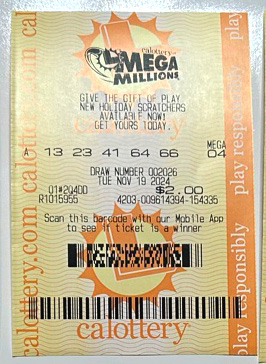 calottery
MEGA
MILLIONS
GIVE THE GIFT OF PLAY
NEW HOLIDAY SCRATCHERS
AVAILABLE NOW!
GET YOURS TODAY.
MEGA
A 13 23 41 64 66 04
DRAW NUMBER 002026
TUE NOV 19 2024
$2.00
R1015955 4203-009614394-154335
Scan this barcode with our Mobile App
to see if ticket is a winner
calottery
calottery.com
play responsibly